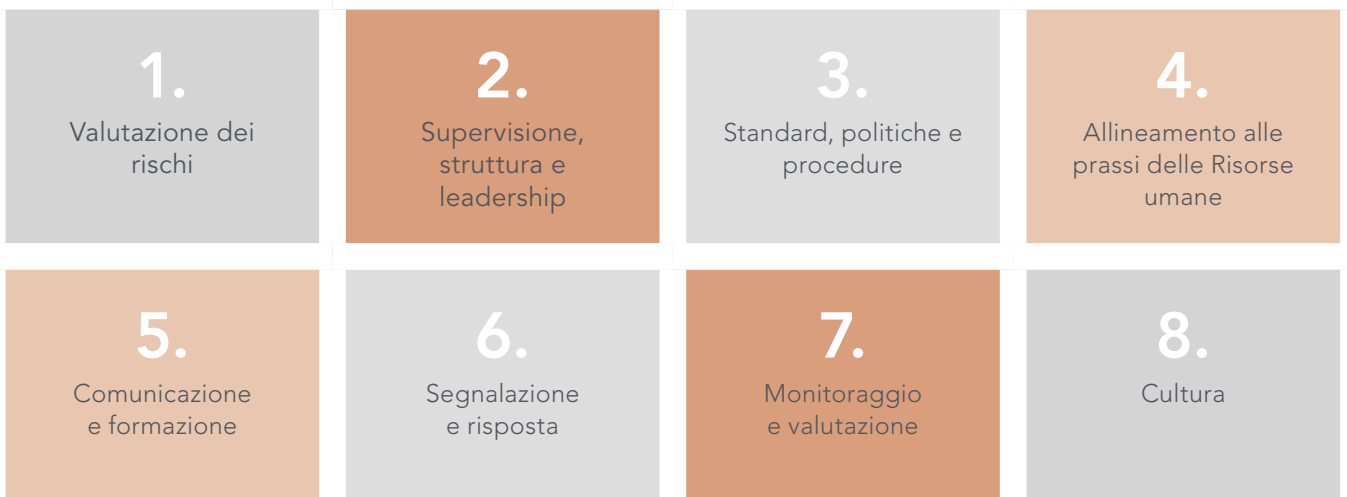 1.
Valutazione dei
rischi
2.
Supervisione,
struttura e
leadership
3.
Standard, politiche e
procedure
4.
Allineamento alle
prassi delle Risorse
umane
5.
Comunicazione
e formazione
6.
Segnalazione
e risposta
7.
Monitoraggio
e valutazione
8.
Cultura